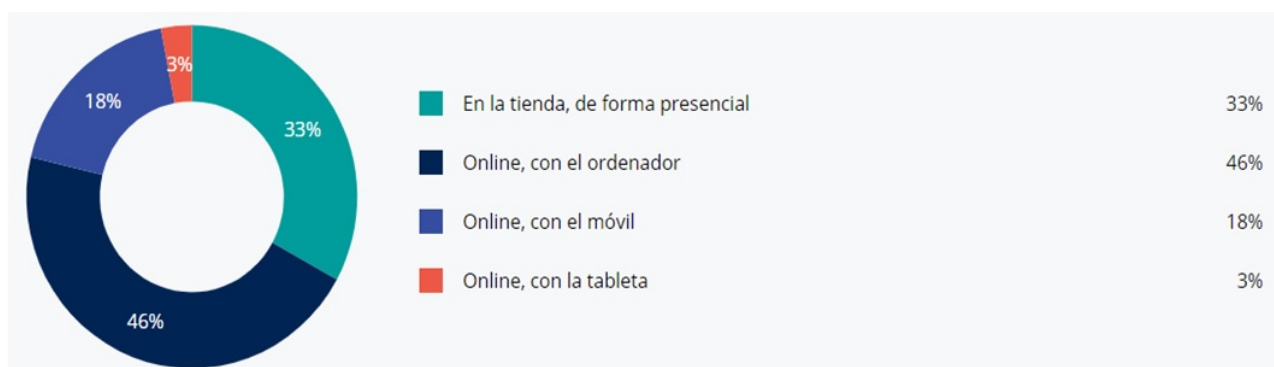 3%
18%
33%
46%
En la tienda, de forma presencial 33%
Online, con el ordenador 46%
Online, con el móvil 18%
Online, con la tableta 3%